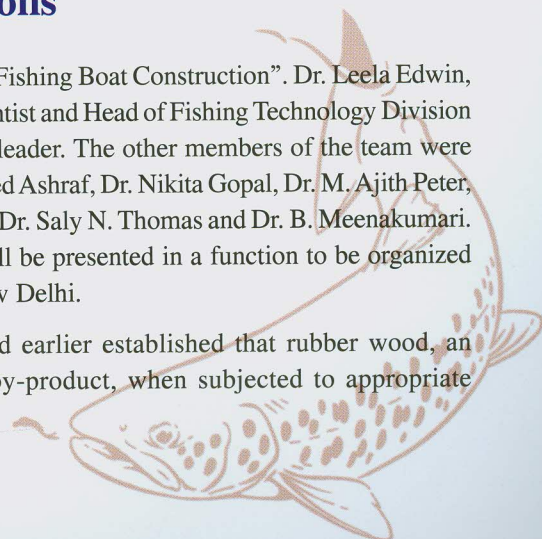 ons
Fishing Boat Construction”. Dr. Leela Edwin,
ntist and Head of Fishing Technology Division
leader. The other members of the team were
ed Ashraf, Dr. Nikita Gopal, Dr. M. Ajith Peter,
Dr. Saly N. Thomas and Dr. B. Meenakumari.
ll be presented in a function to be organized
w Delhi.
d earlier established that rubber wood, an
by-product, when subjected to appropriate